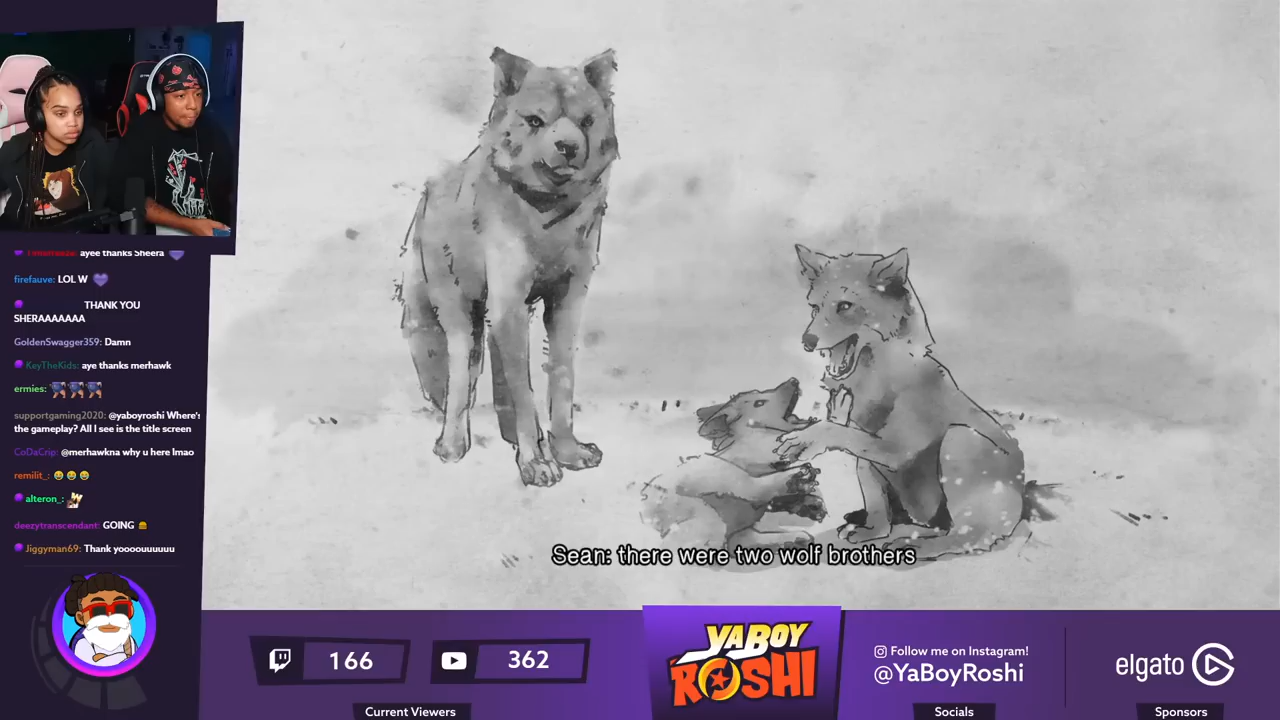 ayee thanks Sheera
firefauve: LOL W
THANK YOU
SHERAAAAAAA
GoldenSwagger359: Damn
KeyTheKids: aye thanks merhawk
ermies:
supportgaming2020: @yaboyroshi Where's
the gameplay? All I see is the title screen
CoDaCrip: @merhawkna why u here lmao
remilit_:
alteron_:
deezytranscendant: GOING
Jiggyman69: Thank yoooouuuuuu
Sean: there were two wolf brothers
166
362
Current Viewers
YABOY
ROSHI
Follow me on Instagram!
@YaBoyRoshi
Socials
elgato
Sponsors